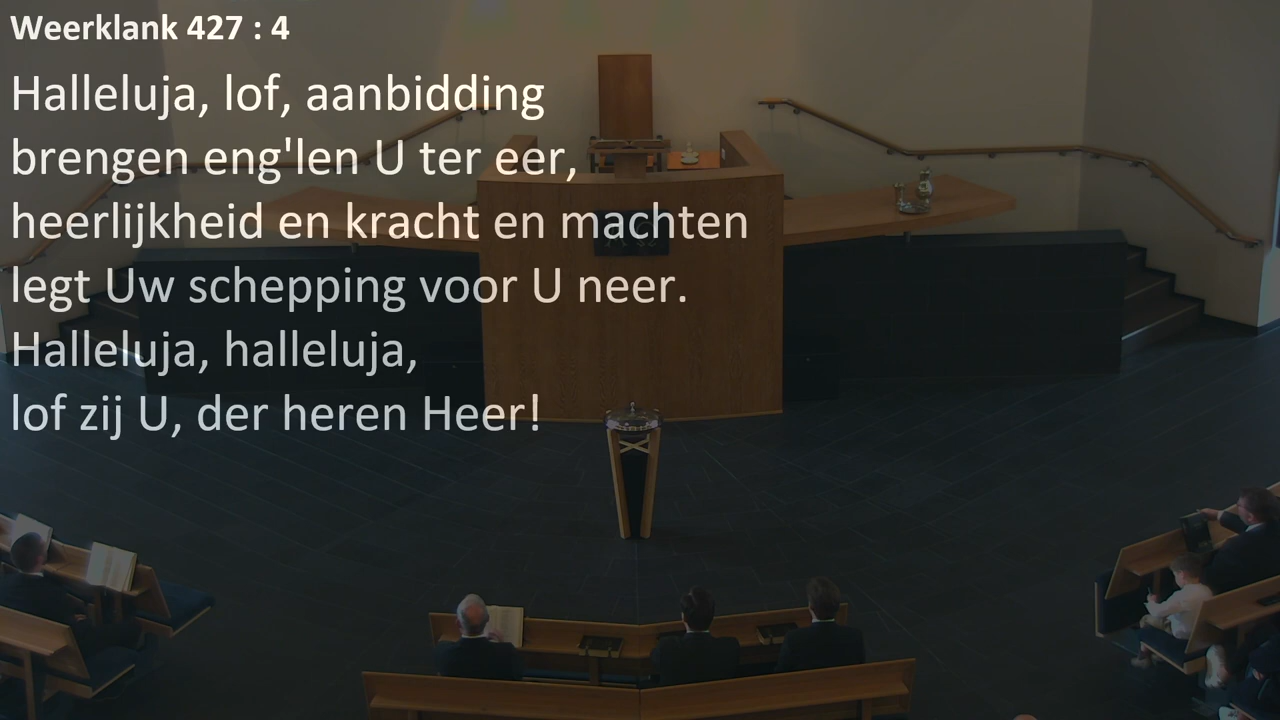 Weerklank 427 : 4
Halleluja, lof, aanbidding
brengen eng'len U ter eer,
heerlijkheid en kracht en machten
legt Uw schepping voor U neer.
Halleluja, halleluja,
lof zij U, der heren Heer!